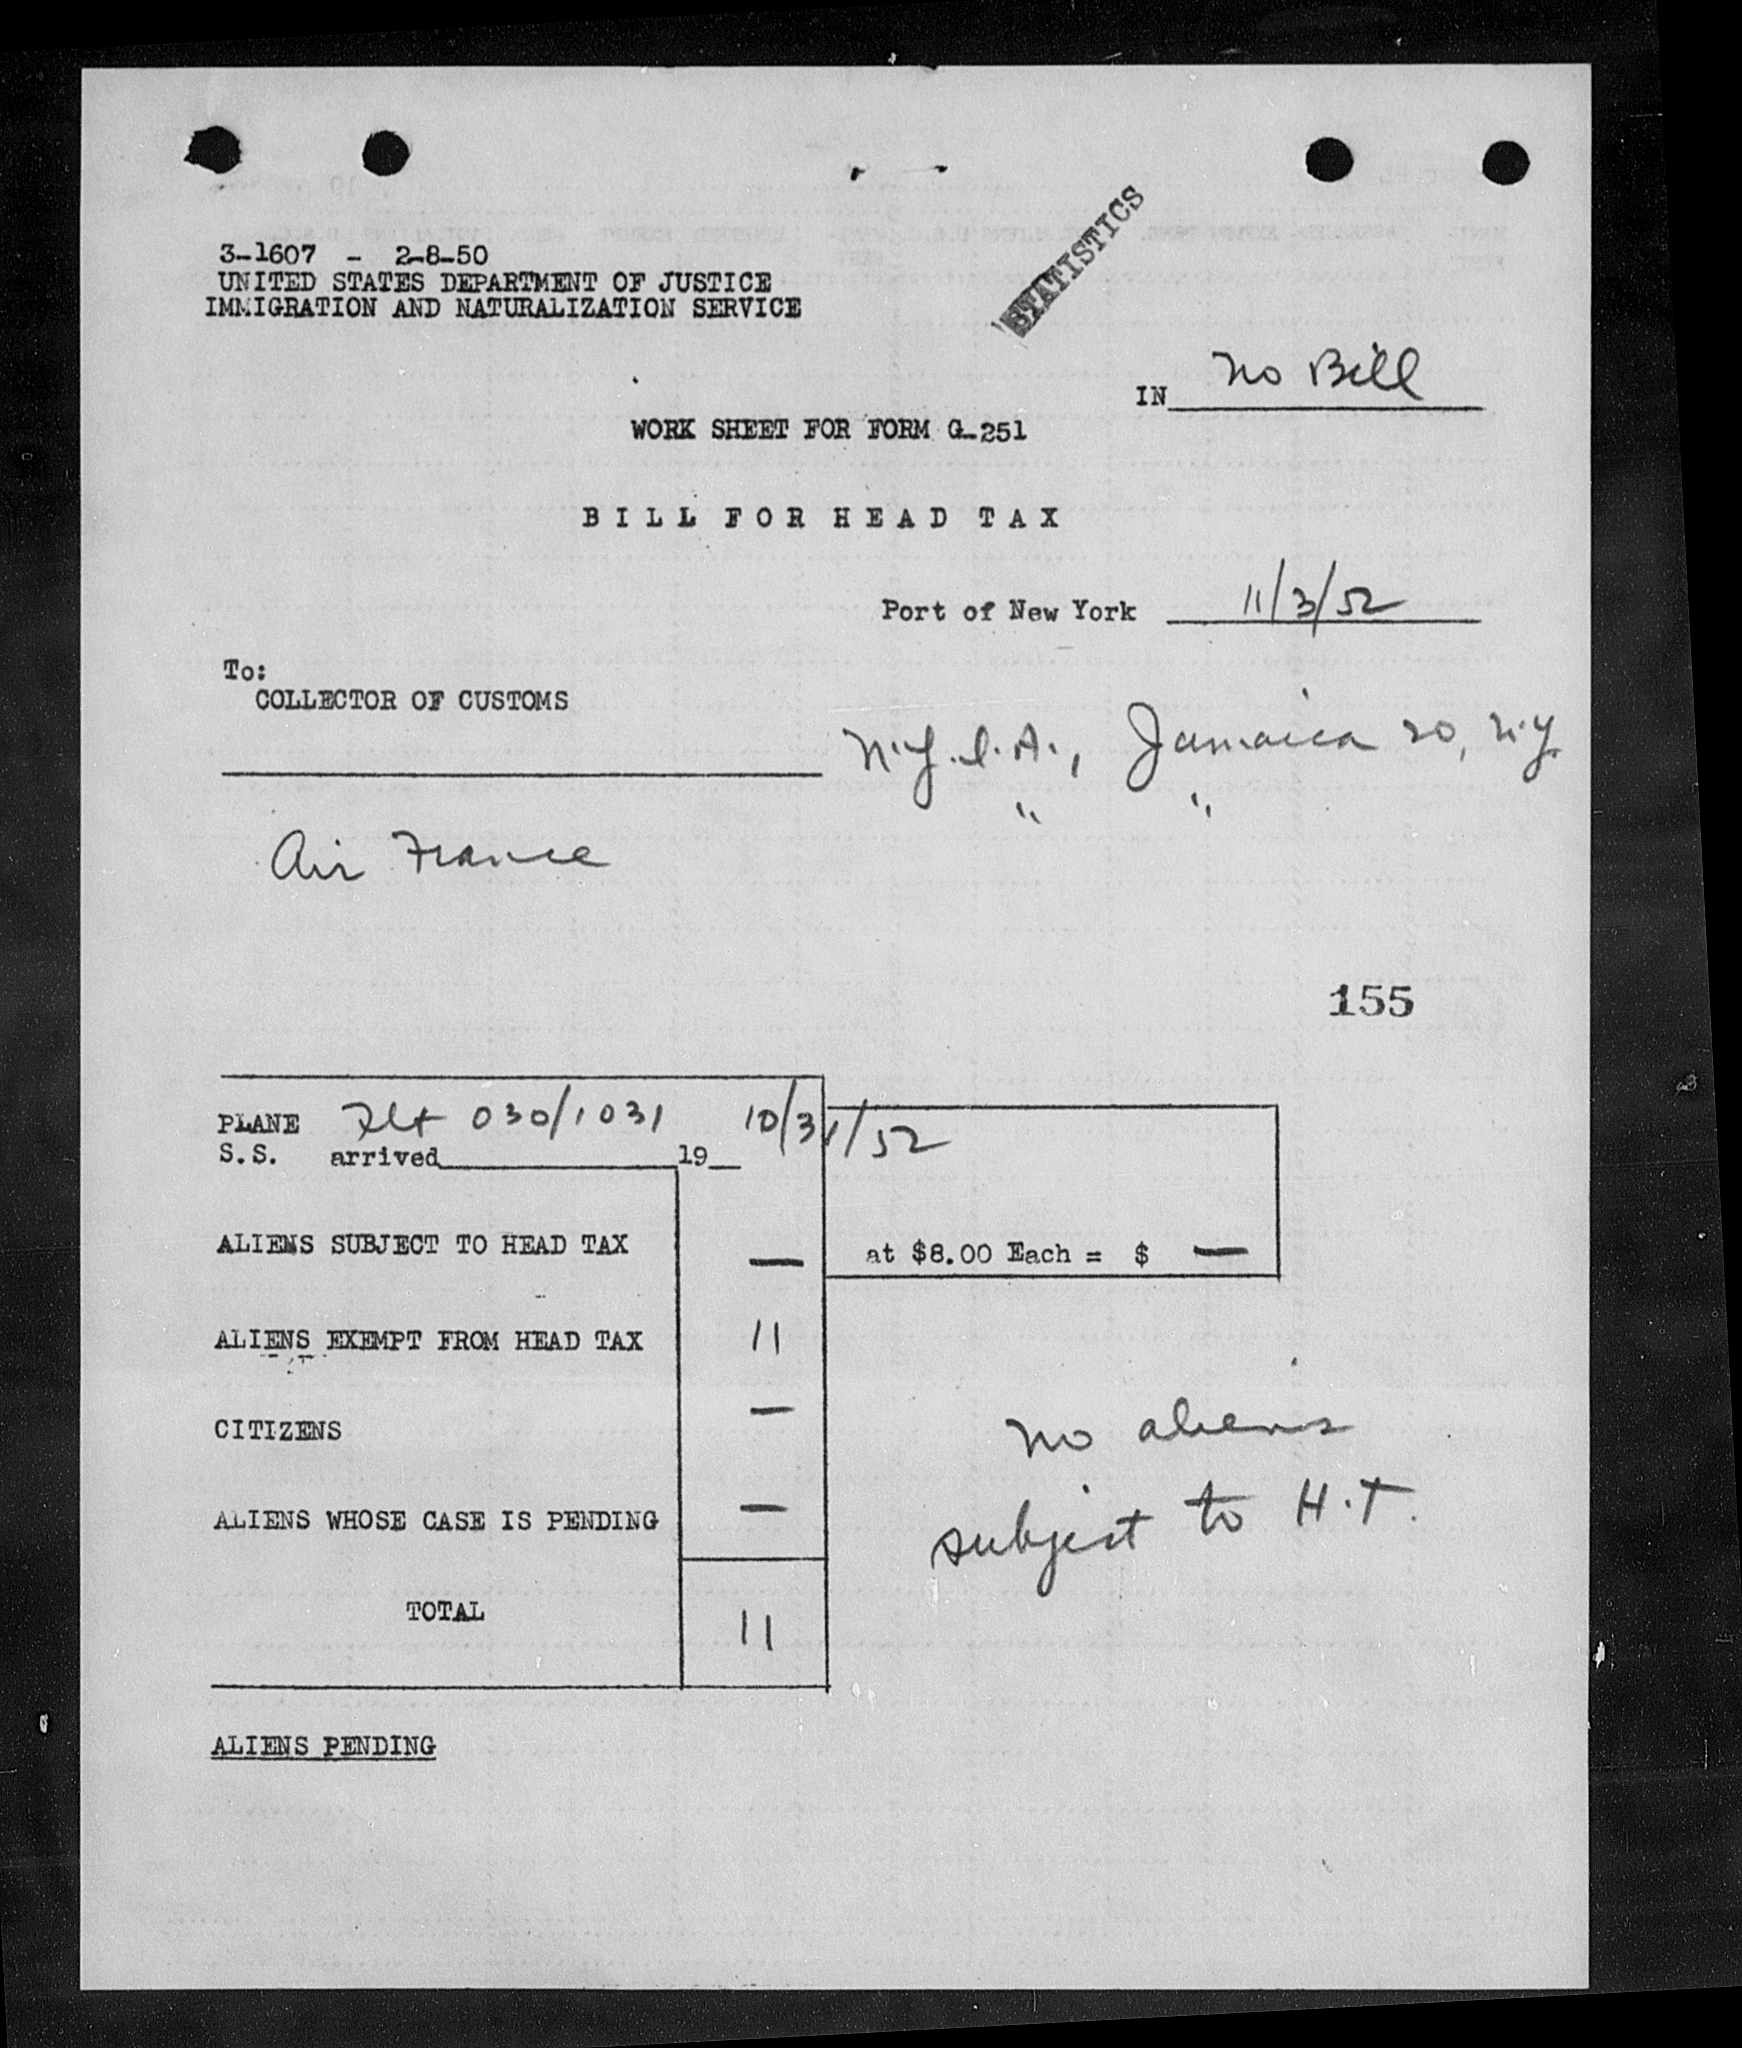 STATISTICS
3-1607 - 2-8-50
UNITED STATES DEPARTMENT OF JUSTICE
IMMIGRATION AND NATURALIZATION SERVICE
IN No Bill
WORK SHEET FOR FORM G-251
BILL FOR HEAD TAX
Port of New York 11/3/52
To:
COLLECTOR OF CUSTOMS
N.Y.I.A., Jamaica 20, N.Y.
" "
Air France
155
PLANE Flt 030/1031 10/31/52
S.S. arrived 19
ALIENS SUBJECT TO HEAD TAX — at $8.00 Each = $ —
ALIENS EXEMPT FROM HEAD TAX 11
CITIZENS —
No aliens
ALIENS WHOSE CASE IS PENDING —
subject to H.T.
TOTAL 11
ALIENS PENDING